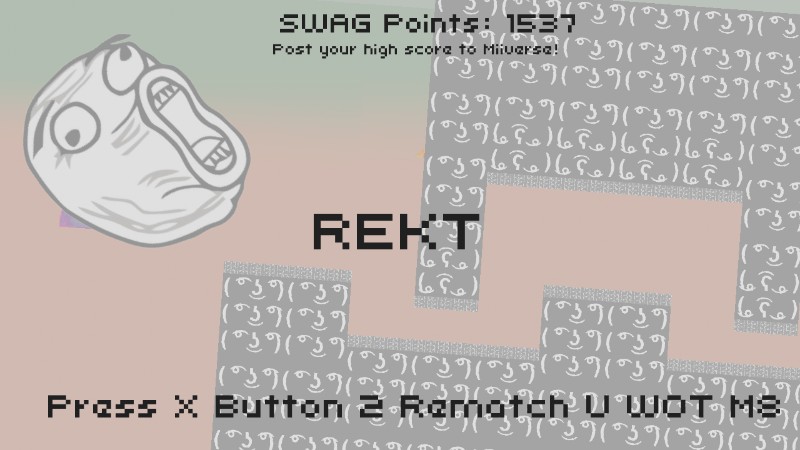 SWAG Points: 1537
Post your high score to Miiverse!
REKT
Press X Button 2 Rematch U WOT M8